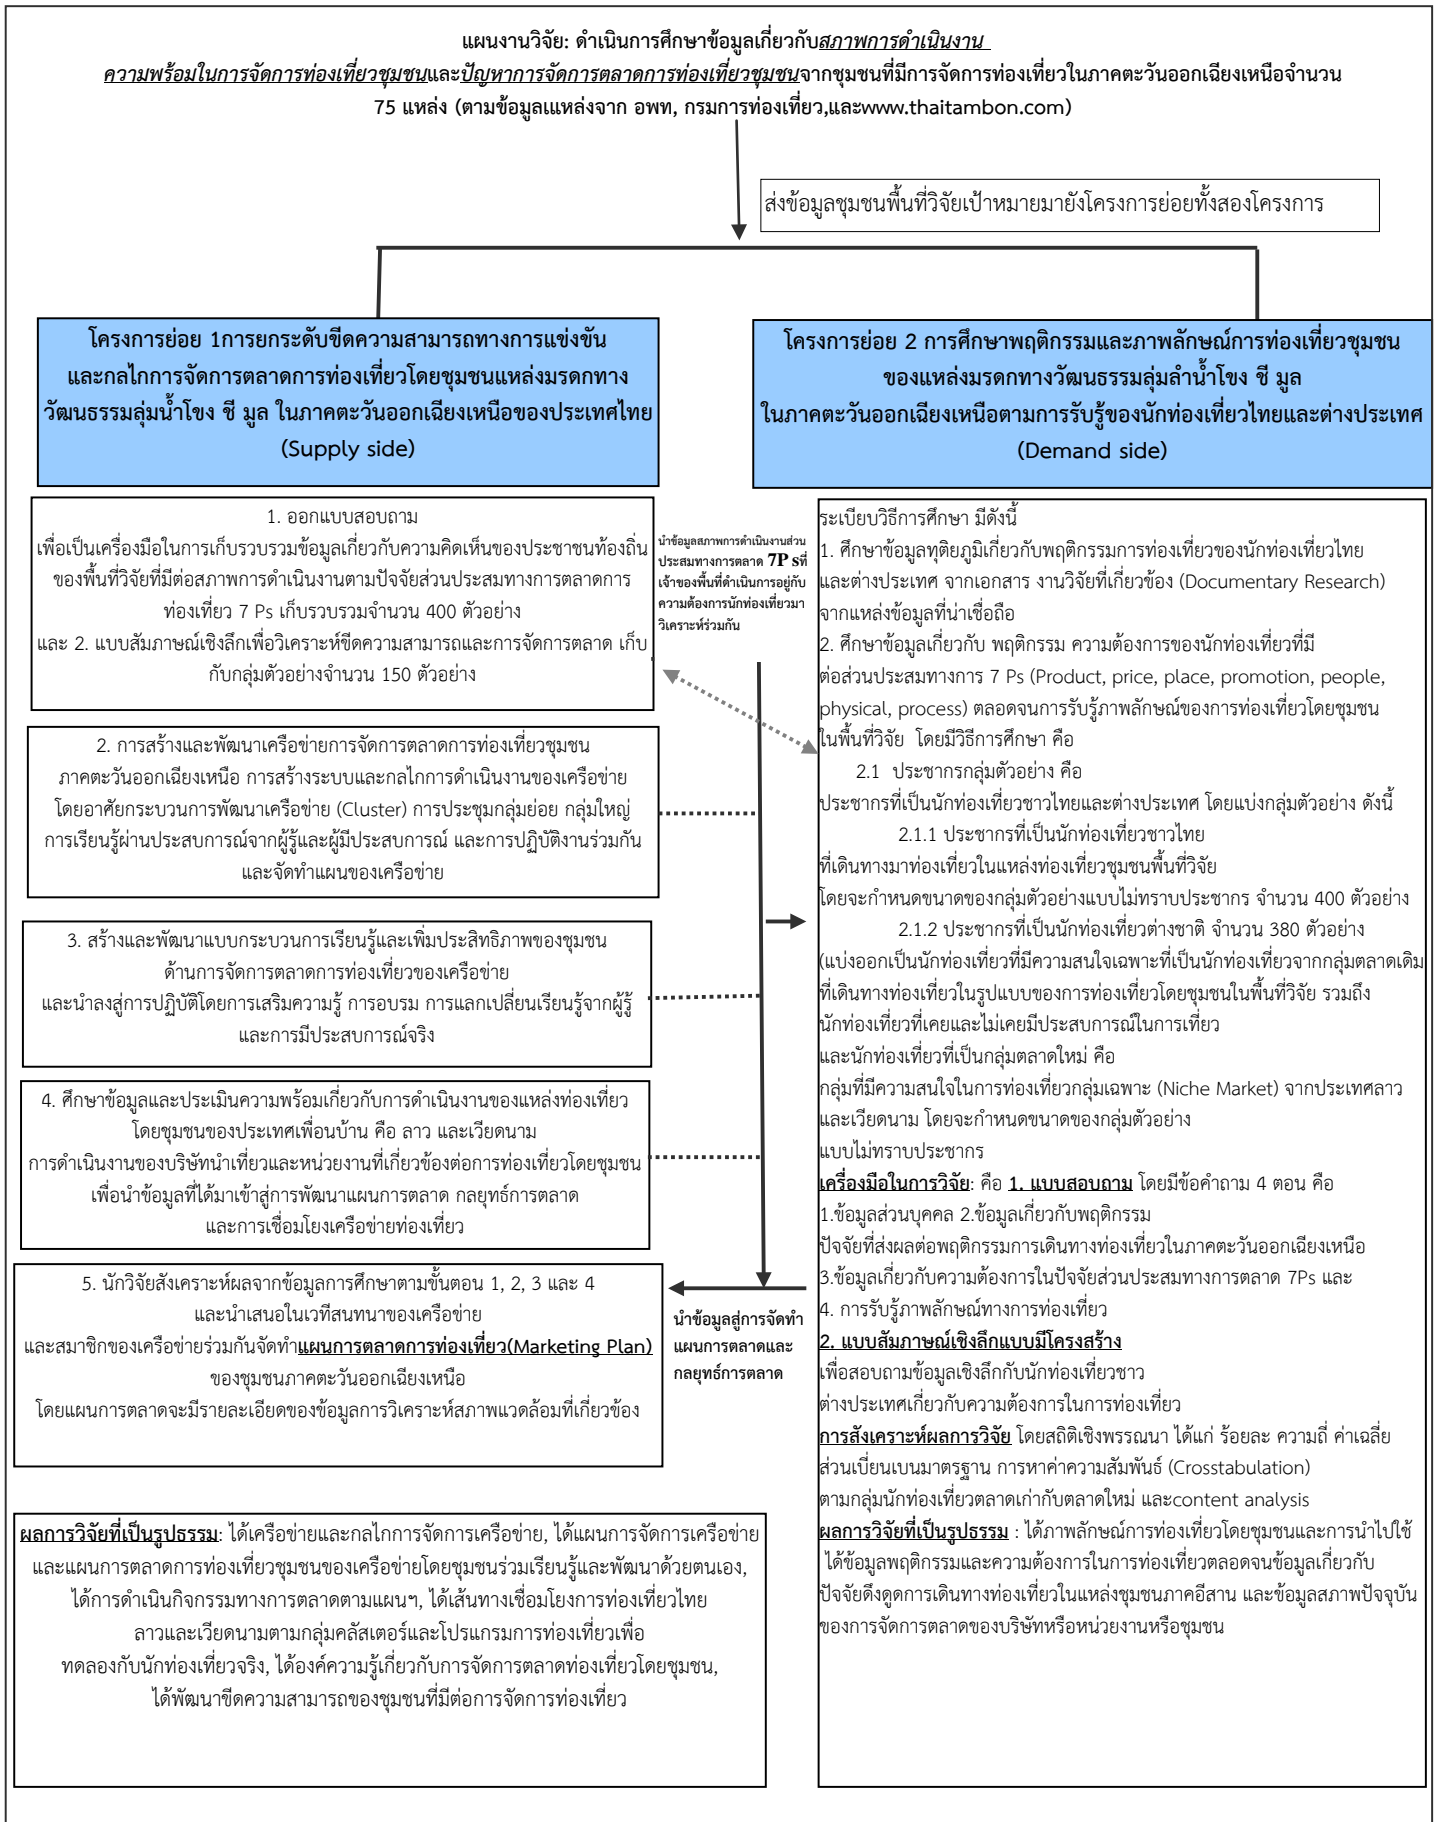 แผนงานวิจัย: ดำเนินการศึกษาข้อมูลเกี่ยวกับสภาพการดำเนินงาน
ความพร้อมในการจัดการท่องเที่ยวชุมชนและปัญหาการจัดการตลาดการท่องเที่ยวชุมชนจากชุมชนที่มีการจัดการท่องเที่ยวในภาคตะวันออกเฉียงเหนือจำนวน
75 แหล่ง (ตามข้อมูลแแหล่งจาก อพท, กรมการท่องเที่ยว,และwww.thaitambon.com)
ส่งข้อมูลชุมชนพื้นที่วิจัยเป้าหมายมายังโครงการย่อยทั้งสองโครงการ
โครงการย่อย 1การยกระดับขีดความสามารถทางการแข่งขัน
และกลไกการจัดการตลาดการท่องเที่ยวโดยชุมชนแหล่งมรดกทาง
วัฒนธรรมลุ่มน้ำโขง ชี มูล ในภาคตะวันออกเฉียงเหนือของประเทศไทย
(Supply side)
โครงการย่อย 2 การศึกษาพฤติกรรมและภาพลักษณ์การท่องเที่ยวชุมชน
ของแหล่งมรดกทางวัฒนธรรมลุ่มลำน้ำโขง ชี มูล
ในภาคตะวันออกเฉียงเหนือตามการรับรู้ของนักท่องเที่ยวไทยและต่างประเทศ
(Demand side)
1. ออกแบบสอบถาม
เพื่อเป็นเครื่องมือในการเก็บรวบรวมข้อมูลเกี่ยวกับความคิดเห็นของประชาชนท้องถิ่น
ของพื้นที่วิจัยที่มีต่อสภาพการดำเนินงานตามปัจจัยส่วนประสมทางการตลาดการ
ท่องเที่ยว 7 Ps เก็บรวบรวมจำนวน 400 ตัวอย่าง
และ 2. แบบสัมภาษณ์เชิงลึกเพื่อวิเคราะห์ขีดความสามารถและการจัดการตลาด เก็บ
กับกลุ่มตัวอย่างจำนวน 150 ตัวอย่าง
2. การสร้างและพัฒนาเครือข่ายการจัดการตลาดการท่องเที่ยวชุมชน
ภาคตะวันออกเฉียงเหนือ การสร้างระบบและกลไกการดำเนินงานของเครือข่าย
โดยอาศัยกระบวนการพัฒนาเครือข่าย (Cluster) การประชุมกลุ่มย่อย กลุ่มใหญ่
การเรียนรู้ผ่านประสบการณ์จากผู้รู้และผู้มีประสบการณ์ และการปฏิบัติงานร่วมกัน
และจัดทำแผนของเครือข่าย
3. สร้างและพัฒนาแบบกระบวนการเรียนรู้และเพิ่มประสิทธิภาพของชุมชน
ด้านการจัดการตลาดการท่องเที่ยวของเครือข่าย
และนำลงสู่การปฏิบัติโดยการเสริมความรู้ การอบรม การแลกเปลี่ยนเรียนรู้จากผู้รู้
และการมีประสบการณ์จริง
4. ศึกษาข้อมูลและประเมินความพร้อมเกี่ยวกับการดำเนินงานของแหล่งท่องเที่ยว
โดยชุมชนของประเทศเพื่อนบ้าน คือ ลาว และเวียดนาม
การดำเนินงานของบริษัทนำเที่ยวและหน่วยงานที่เกี่ยวข้องต่อการท่องเที่ยวโดยชุมชน
เพื่อนำข้อมูลที่ได้มาเข้าสู่การพัฒนาแผนการตลาด กลยุทธ์การตลาด
และการเชื่อมโยงเครือข่ายท่องเที่ยว
5. นักวิจัยสังเคราะห์ผลจากข้อมูลการศึกษาตามขั้นตอน 1, 2, 3 และ 4
และนำเสนอในเวทีสนทนาของเครือข่าย
และสมาชิกของเครือข่ายร่วมกันจัดทำแผนการตลาดการท่องเที่ยว(Marketing Plan)
ของชุมชนภาคตะวันออกเฉียงเหนือ
โดยแผนการตลาดจะมีรายละเอียดของข้อมูลการวิเคราะห์สภาพแวดล้อมที่เกี่ยวข้อง
ผลการวิจัยที่เป็นรูปธรรม: ได้เครือข่ายและกลไกการจัดการเครือข่าย, ได้แผนการจัดการเครือข่าย
และแผนการตลาดการท่องเที่ยวชุมชนของเครือข่ายโดยชุมชนร่วมเรียนรู้และพัฒนาด้วยตนเอง,
ได้การดำเนินกิจกรรมทางการตลาดตามแผนฯ, ได้เส้นทางเชื่อมโยงการท่องเที่ยวไทย
ลาวและเวียดนามตามกลุ่มคลัสเตอร์และโปรแกรมการท่องเที่ยวเพื่อ
ทดลองกับนักท่องเที่ยวจริง, ได้องค์ความรู้เกี่ยวกับการจัดการตลาดท่องเที่ยวโดยชุมชน,
ได้พัฒนาขีดความสามารถของชุมชนที่มีต่อการจัดการท่องเที่ยว
นำข้อมูลสภาพการดำเนินงานส่วน
ประสมทางการตลาด 7P sที่
เจ้าของพื้นที่ดำเนินการอยู่กับ
ความต้องการนักท่องเที่ยวมา
วิเคราะห์ร่วมกัน
นำข้อมูลสู่การจัดทำ
แผนการตลาดและ
กลยุทธ์การตลาด
ระเบียบวิธีการศึกษา มีดังนี้
1. ศึกษาข้อมูลทุติยภูมิเกี่ยวกับพฤติกรรมการท่องเที่ยวของนักท่องเที่ยวไทย
และต่างประเทศ จากเอกสาร งานวิจัยที่เกี่ยวข้อง (Documentary Research)
จากแหล่งข้อมูลที่น่าเชื่อถือ
2. ศึกษาข้อมูลเกี่ยวกับ พฤติกรรม ความต้องการของนักท่องเที่ยวที่มี
ต่อส่วนประสมทางการ 7 Ps (Product, price, place, promotion, people,
physical, process) ตลอดจนการรับรู้ภาพลักษณ์ของการท่องเที่ยวโดยชุมชน
ในพื้นที่วิจัย โดยมีวิธีการศึกษา คือ
2.1 ประชากรกลุ่มตัวอย่าง คือ
ประชากรที่เป็นนักท่องเที่ยวชาวไทยและต่างประเทศ โดยแบ่งกลุ่มตัวอย่าง ดังนี้
2.1.1 ประชากรที่เป็นนักท่องเที่ยวชาวไทย
ที่เดินทางมาท่องเที่ยวในแหล่งท่องเที่ยวชุมชนพื้นที่วิจัย
โดยจะกำหนดขนาดของกลุ่มตัวอย่างแบบไม่ทราบประชากร จำนวน 400 ตัวอย่าง
2.1.2 ประชากรที่เป็นนักท่องเที่ยวต่างชาติ จำนวน 380 ตัวอย่าง
(แบ่งออกเป็นนักท่องเที่ยวที่มีความสนใจเฉพาะที่เป็นนักท่องเที่ยวจากกลุ่มตลาดเดิม
ที่เดินทางท่องเที่ยวในรูปแบบของการท่องเที่ยวโดยชุมชนในพื้นที่วิจัย รวมถึง
นักท่องเที่ยวที่เคยและไม่เคยมีประสบการณ์ในการเที่ยว
และนักท่องเที่ยวที่เป็นกลุ่มตลาดใหม่ คือ
กลุ่มที่มีความสนใจในการท่องเที่ยวกลุ่มเฉพาะ (Niche Market) จากประเทศลาว
และเวียดนาม โดยจะกำหนดขนาดของกลุ่มตัวอย่าง
แบบไม่ทราบประชากร
เครื่องมือในการวิจัย: คือ 1. แบบสอบถาม โดยมีข้อคำถาม 4 ตอน คือ
1.ข้อมูลส่วนบุคคล 2.ข้อมูลเกี่ยวกับพฤติกรรม
ปัจจัยที่ส่งผลต่อพฤติกรรมการเดินทางท่องเที่ยวในภาคตะวันออกเฉียงเหนือ
3.ข้อมูลเกี่ยวกับความต้องการในปัจจัยส่วนประสมทางการตลาด 7Ps และ
4. การรับรู้ภาพลักษณ์ทางการท่องเที่ยว
2. แบบสัมภาษณ์เชิงลึกแบบมีโครงสร้าง
เพื่อสอบถามข้อมูลเชิงลึกกับนักท่องเที่ยวชาว
ต่างประเทศเกี่ยวกับความต้องการในการท่องเที่ยว
การสังเคราะห์ผลการวิจัย โดยสถิติเชิงพรรณนา ได้แก่ ร้อยละ ความถี่ ค่าเฉลี่ย
ส่วนเบี่ยนเบนมาตรฐาน การหาค่าความสัมพันธ์ (Crosstabulation)
ตามกลุ่มนักท่องเที่ยวตลาดเก่ากับตลาดใหม่ และcontent analysis
ผลการวิจัยที่เป็นรูปธรรม : ได้ภาพลักษณ์การท่องเที่ยวโดยชุมชนและการนำไปใช้
ได้ข้อมูลพฤติกรรมและความต้องการในการท่องเที่ยวตลอดจนข้อมูลเกี่ยวกับ
ปัจจัยดึงดูดการเดินทางท่องเที่ยวในแหล่งชุมชนภาคอีสาน และข้อมูลสภาพปัจจุบัน
ของการจัดการตลาดของบริษัทหรือหน่วยงานหรือชุมชน